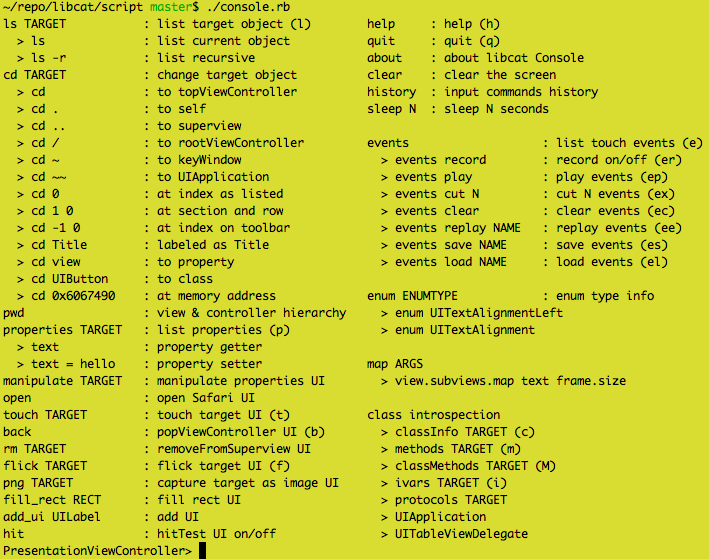 ~/repo/libcat/script master$ ./console.rb
ls TARGET : list target object (l) help : help (h)
> ls : list current object quit : quit (q)
> ls -r : list recursive about : about libcat Console
cd TARGET : change target object clear : clear the screen
> cd : to topViewController history : input commands history
> cd . : to self sleep N : sleep N seconds
> cd .. : to superview
> cd / : to rootViewController events : list touch events (e)
> cd ~ : to keyWindow > events record : record on/off (er)
> cd ~~ : to UIApplication > events play : play events (ep)
> cd 0 : at index as listed > events cut N : cut N events (ex)
> cd 1 0 : at section and row > events clear : clear events (ec)
> cd -1 0 : at index on toolbar > events replay NAME : replay events (ee)
> cd Title : labeled as Title > events save NAME : save events (es)
> cd view : to property > events load NAME : load events (el)
> cd UIButton : to class
> cd 0x6067490 : at memory address enum ENUMTYPE : enum type info
pwd : view & controller hierarchy > enum UITextAlignmentLeft
properties TARGET : list properties (p) > enum UITextAlignment
> text : property getter
> text = hello : property setter map ARGS
manipulate TARGET : manipulate properties UI > view.subviews.map text frame.size
open : open Safari UI
touch TARGET : touch target UI (t) class introspection
back : popViewController UI (b) > classInfo TARGET (c)
rm TARGET : removeFromSuperview UI > methods TARGET (m)
flick TARGET : flick target UI (f) > classMethods TARGET (M)
png TARGET : capture target as image UI > ivars TARGET (i)
fill_rect RECT : fill rect UI > protocols TARGET
add_ui UILabel : add UI > UIApplication
hit : hitTest UI on/off > UITableViewDelegate
PresentationViewController>